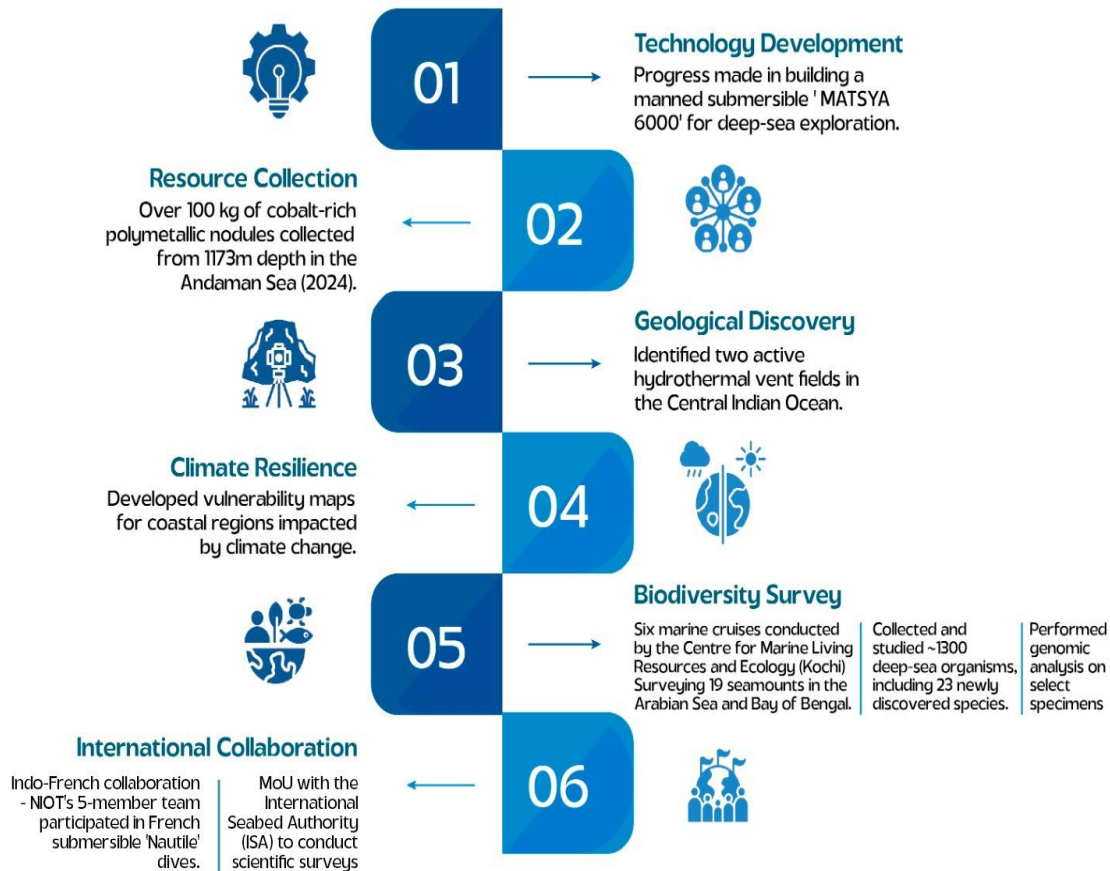 01
Technology Development
Progress made in building a
manned submersible ' MATSYA
6000' for deep-sea exploration.
Resource Collection
Over 100 kg of cobalt-rich
polymetallic nodules collected
from 1173m depth in the
Andaman Sea (2024).
02
03
Geological Discovery
Identified two active
hydrothermal vent fields in
the Central Indian Ocean.
Climate Resilience
Developed vulnerability maps
for coastal regions impacted
by climate change.
04
05
Biodiversity Survey
Six marine cruises conducted
by the Centre for Marine Living
Resources and Ecology (Kochi)
Surveying 19 seamounts in the
Arabian Sea and Bay of Bengal.
Collected and
studied ~1300
deep-sea organisms,
including 23 newly
discovered species.
Performed
genomic
analysis on
select
specimens
International Collaboration
Indo-French collaboration
- NIOT's 5-member team
participated in French
submersible 'Nautile'
dives.
MoU with the
International
Seabed Authority
(ISA) to conduct
scientific surveys
06